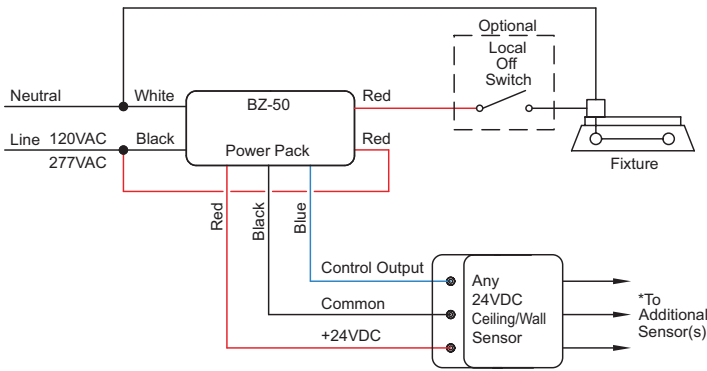 Optional
Local
Off
Switch
Neutral
White
BZ-50
Red
Line 120VAC
277VAC
Black
Power Pack
Red
Fixture
Red
Black
Blue
Control Output
Common
+24VDC
Any
24VDC
Ceiling/Wall
Sensor
*To
Additional
Sensor(s)